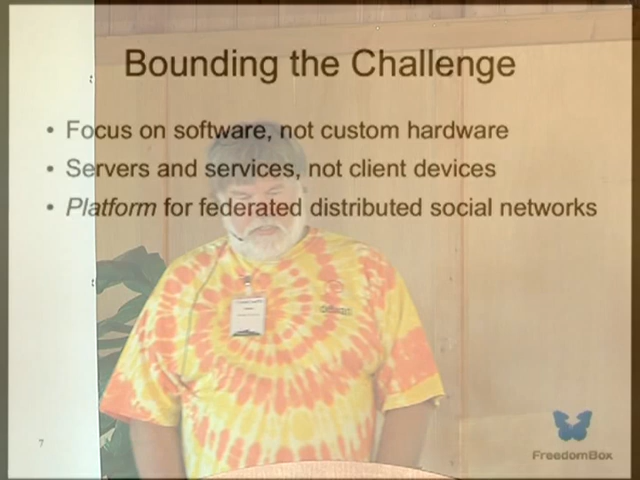 Bounding the Challenge
• Focus on software, not custom hardware
• Servers and services, not client devices
• Platform for federated distributed social networks
7
FreedomBox